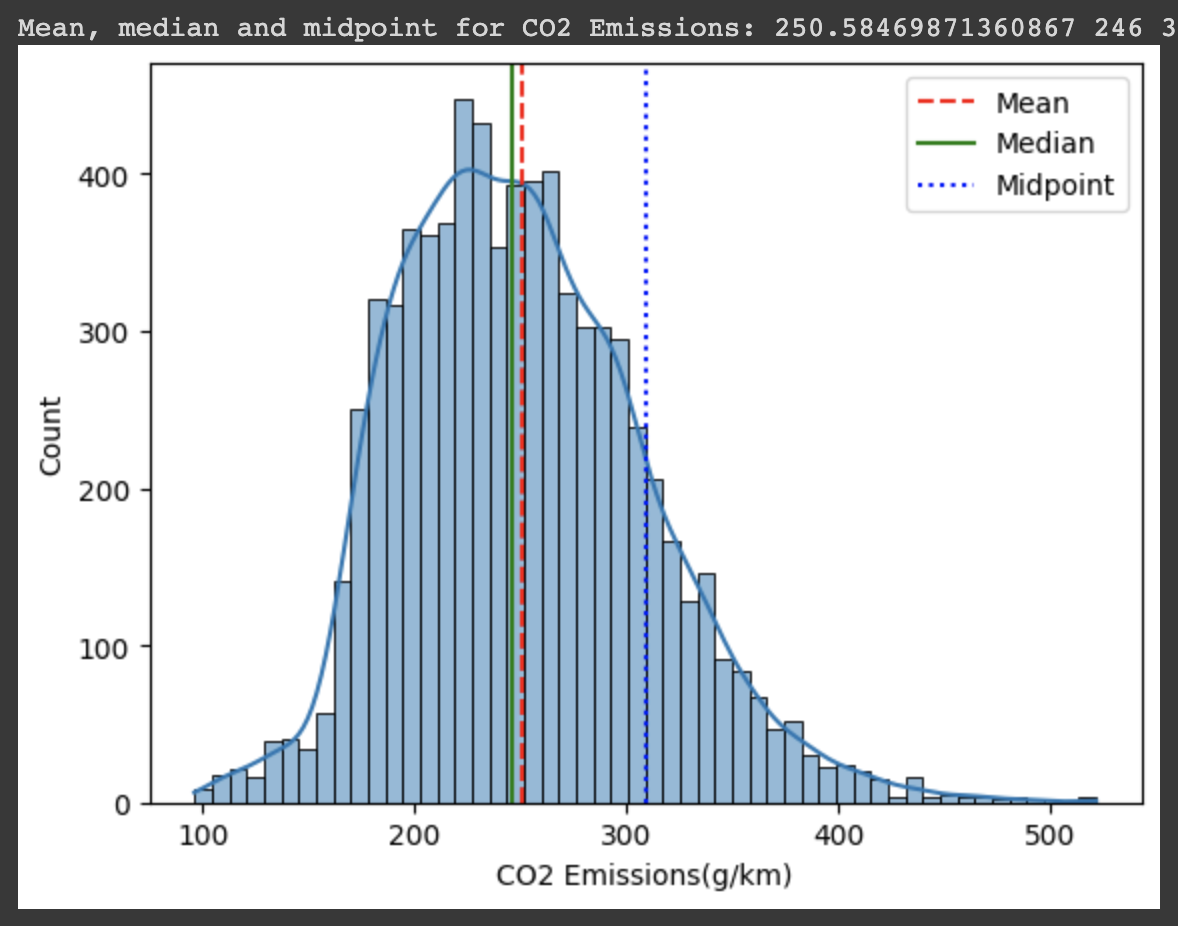 Mean, median and midpoint for CO2 Emissions: 250.58469871360867 246 3
Mean
Median
Midpoint
400
300
200
100
0
Count
100 200 300 400 500
CO2 Emissions(g/km)